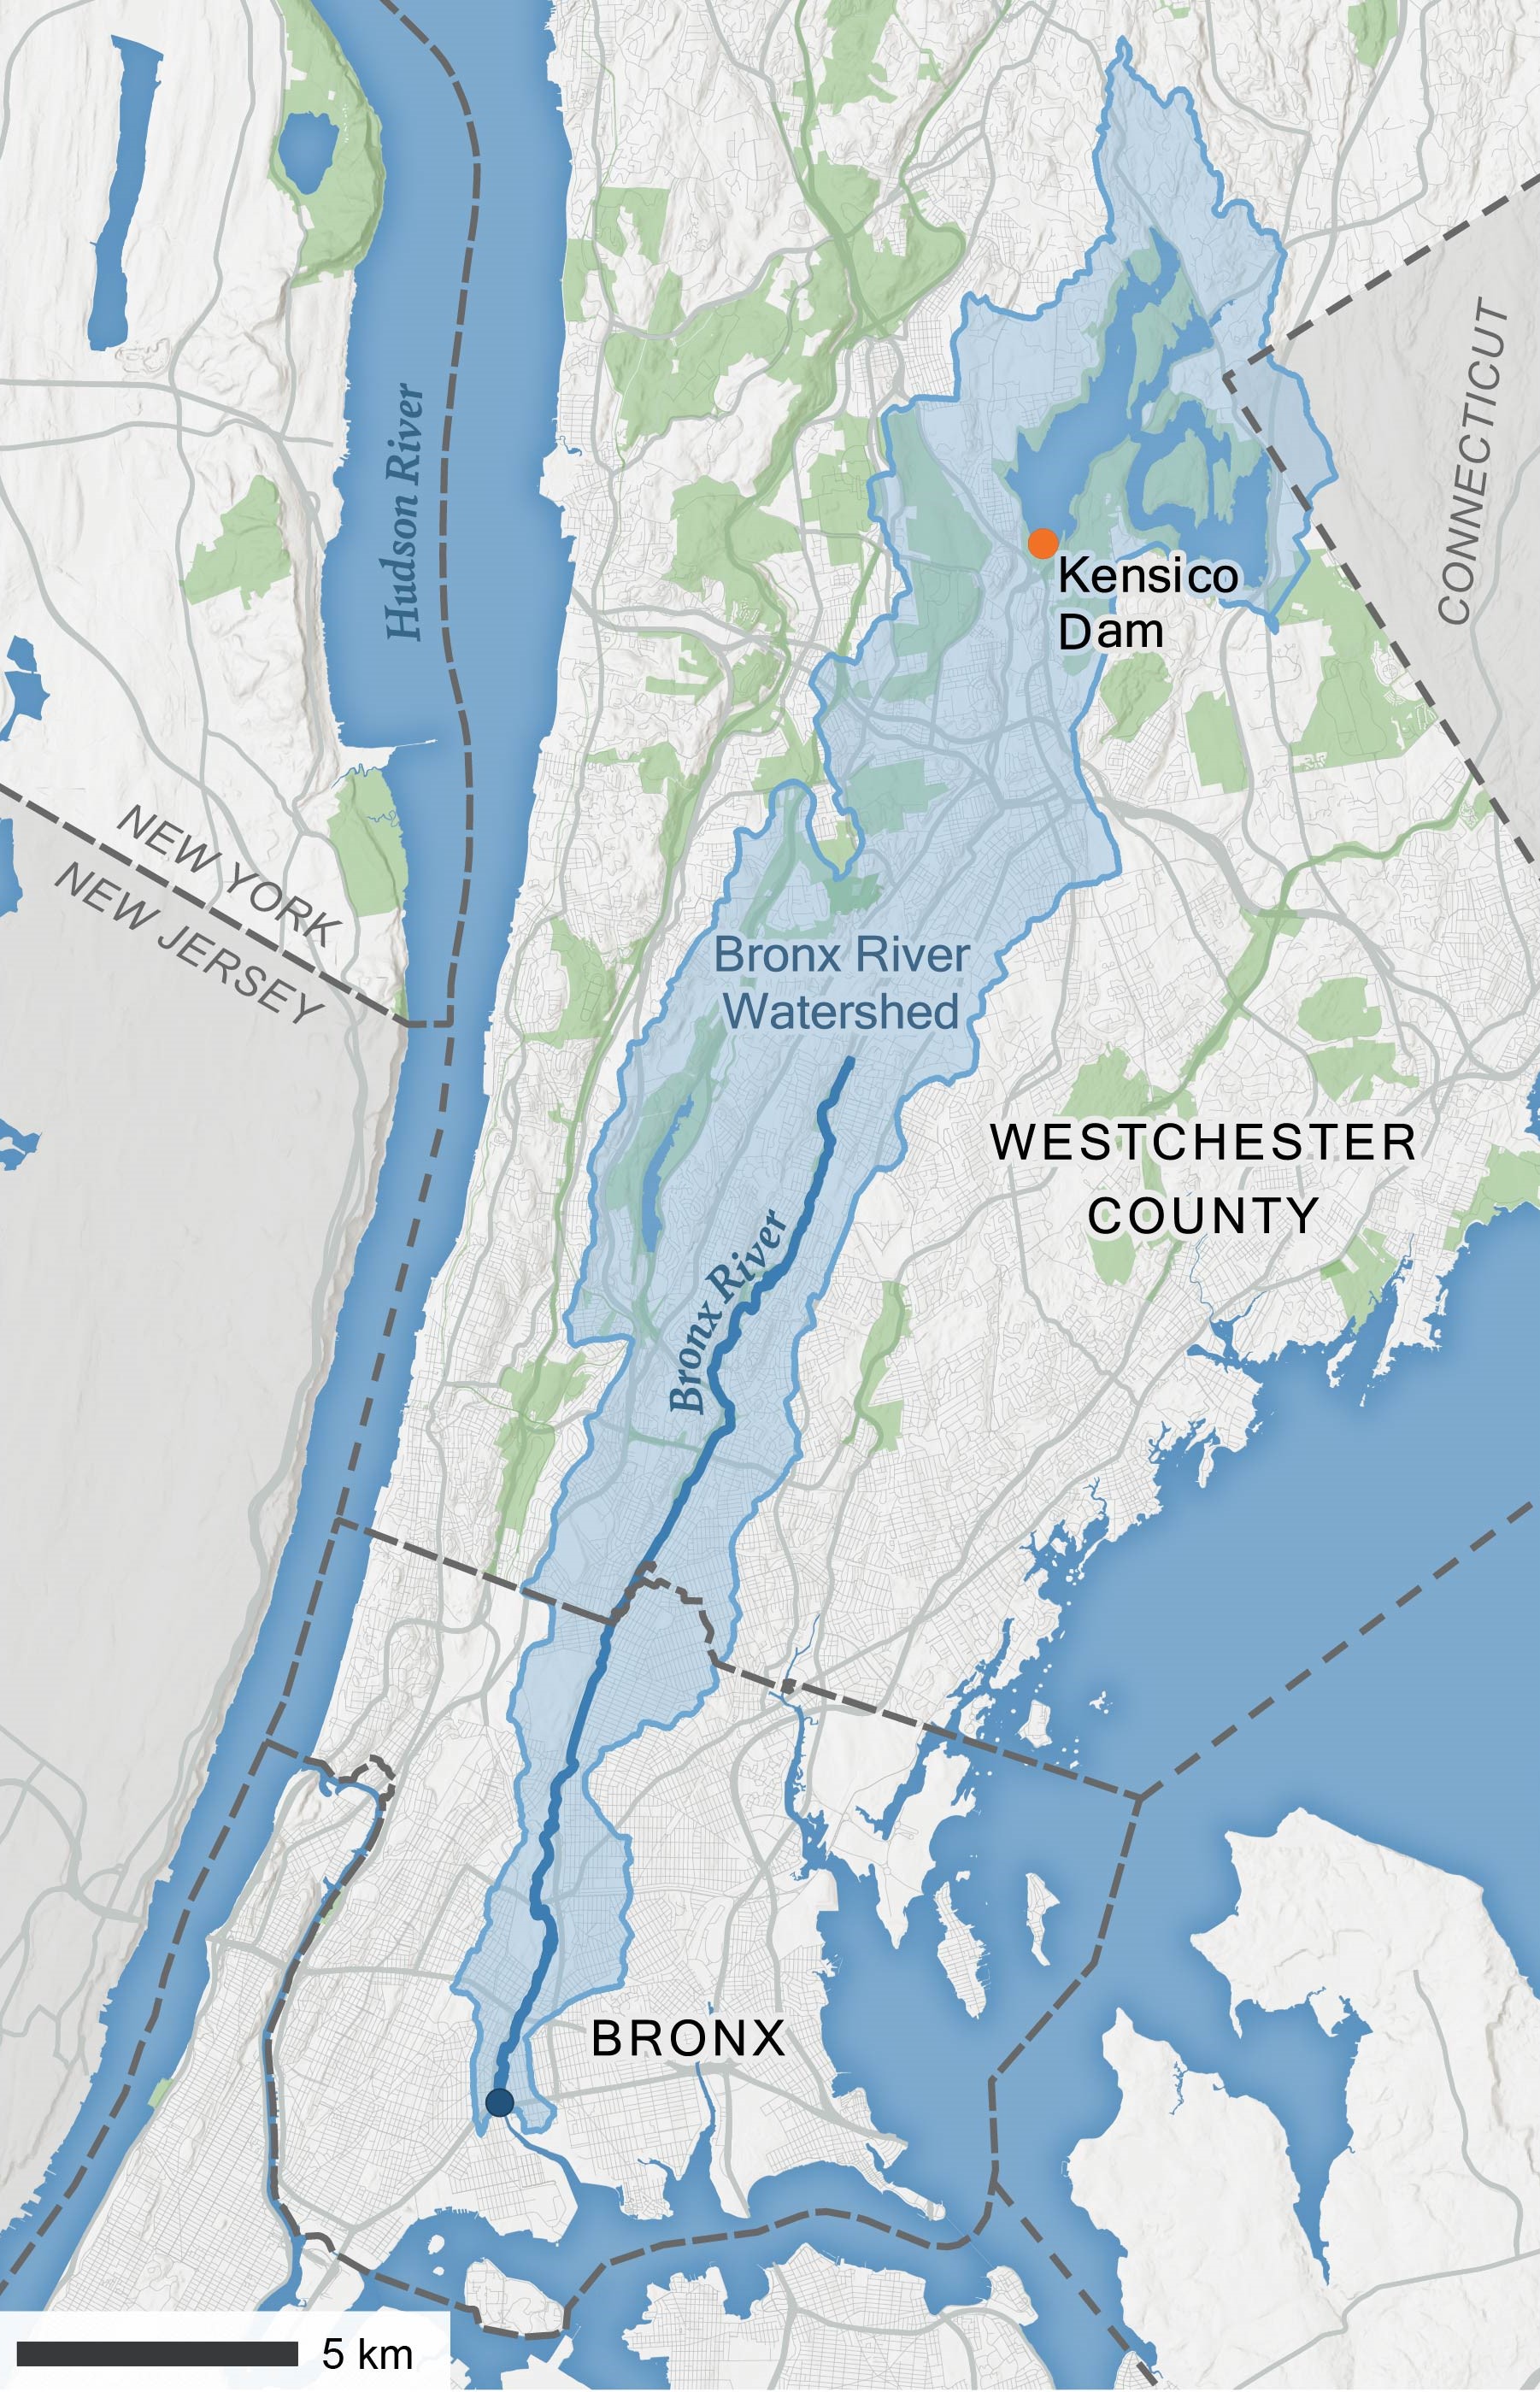 Hudson River
CONNECTICUT
Kensico
Dam
NEW YORK
NEW JERSEY
Bronx River
Watershed
WESTCHESTER
COUNTY
Bronx River
BRONX
5 km